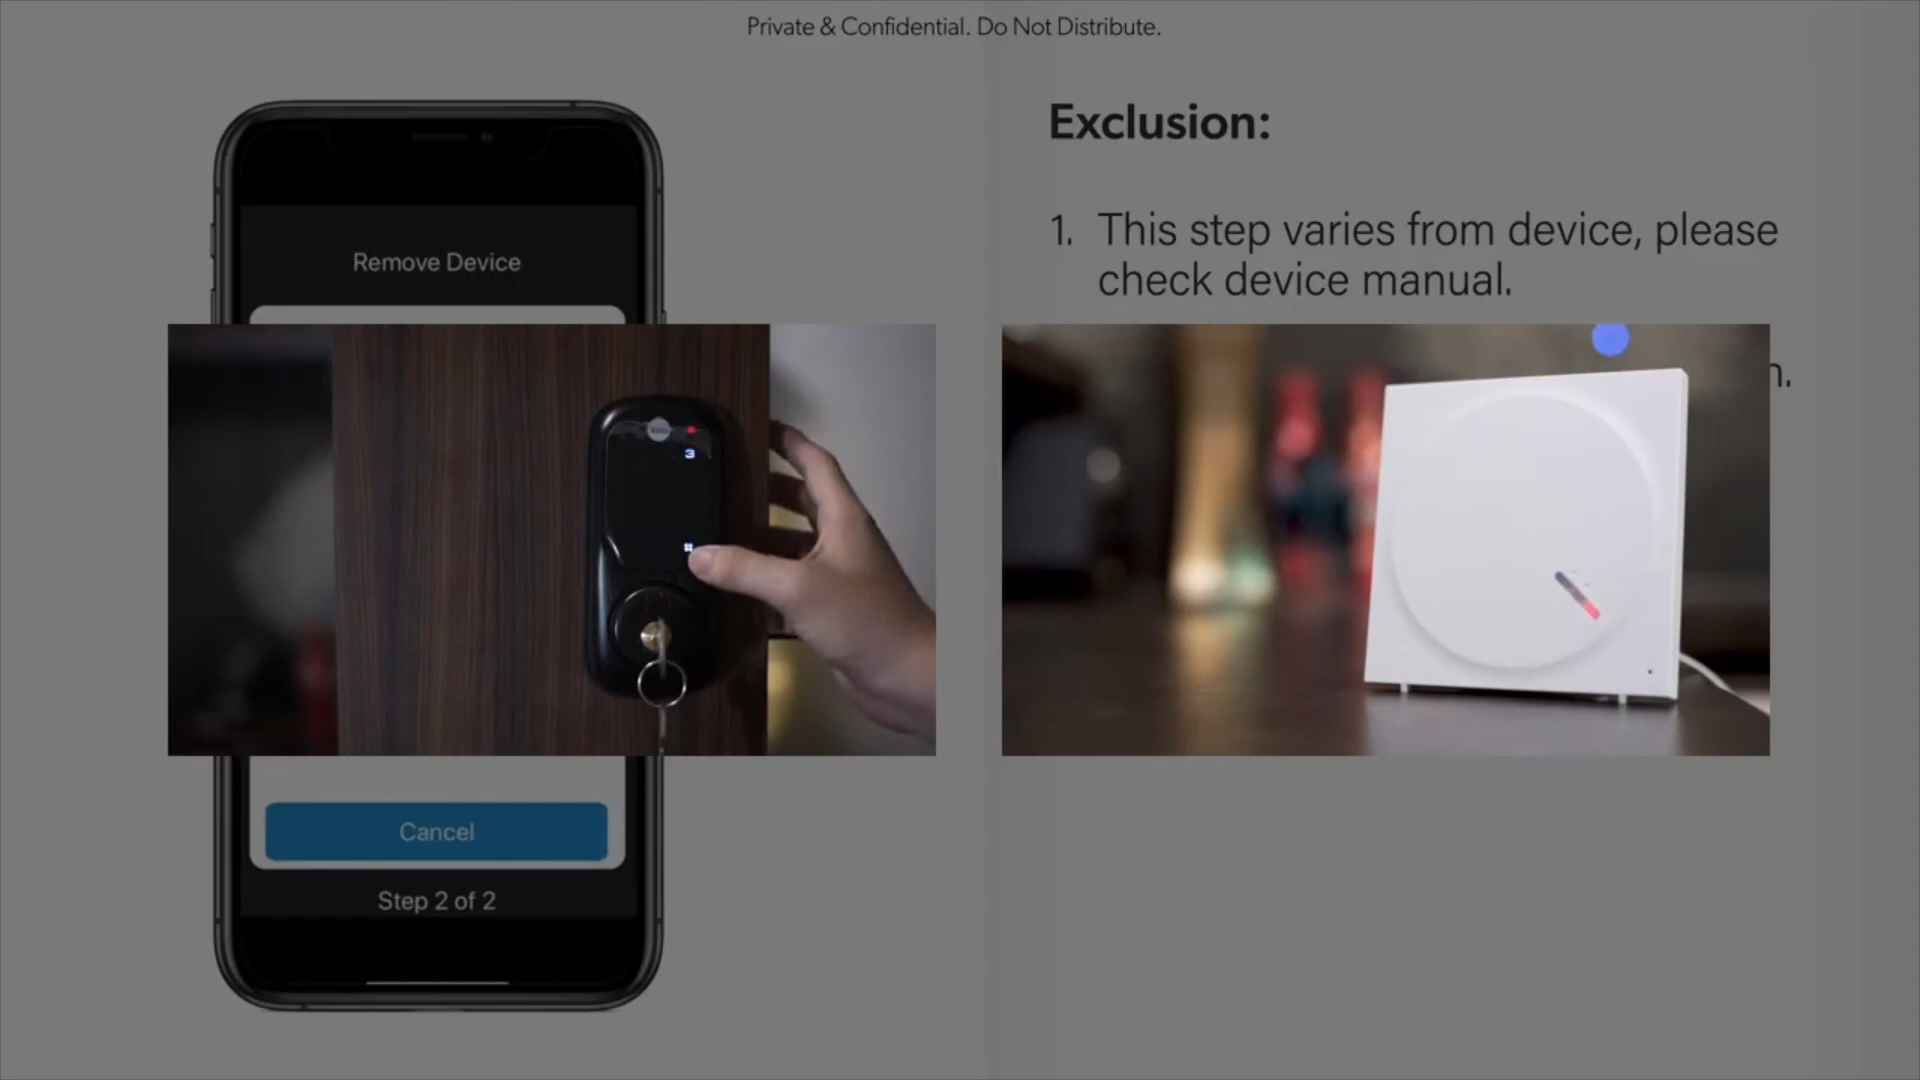 Private & Confidential. Do Not Distribute.
Remove Device
Exclusion:
1. This step varies from device, please
check device manual.
n.
3
#
Cancel
Step 2 of 2